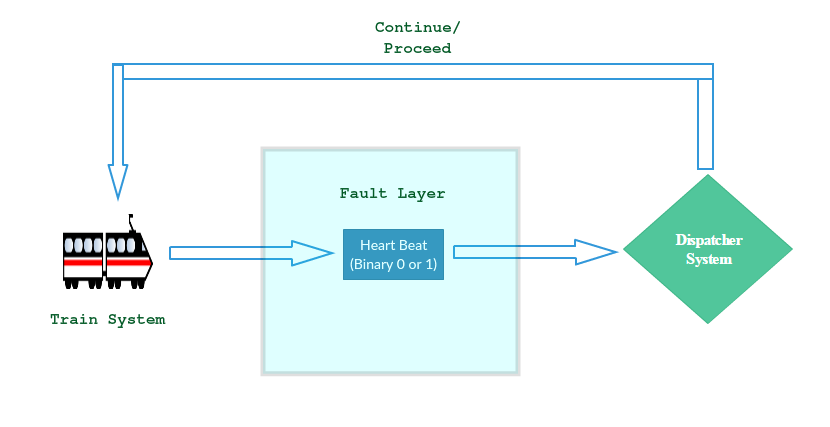 Continue/
Proceed
Fault Layer
Heart Beat
(Binary 0 or 1)
Dispatcher
System
Train System